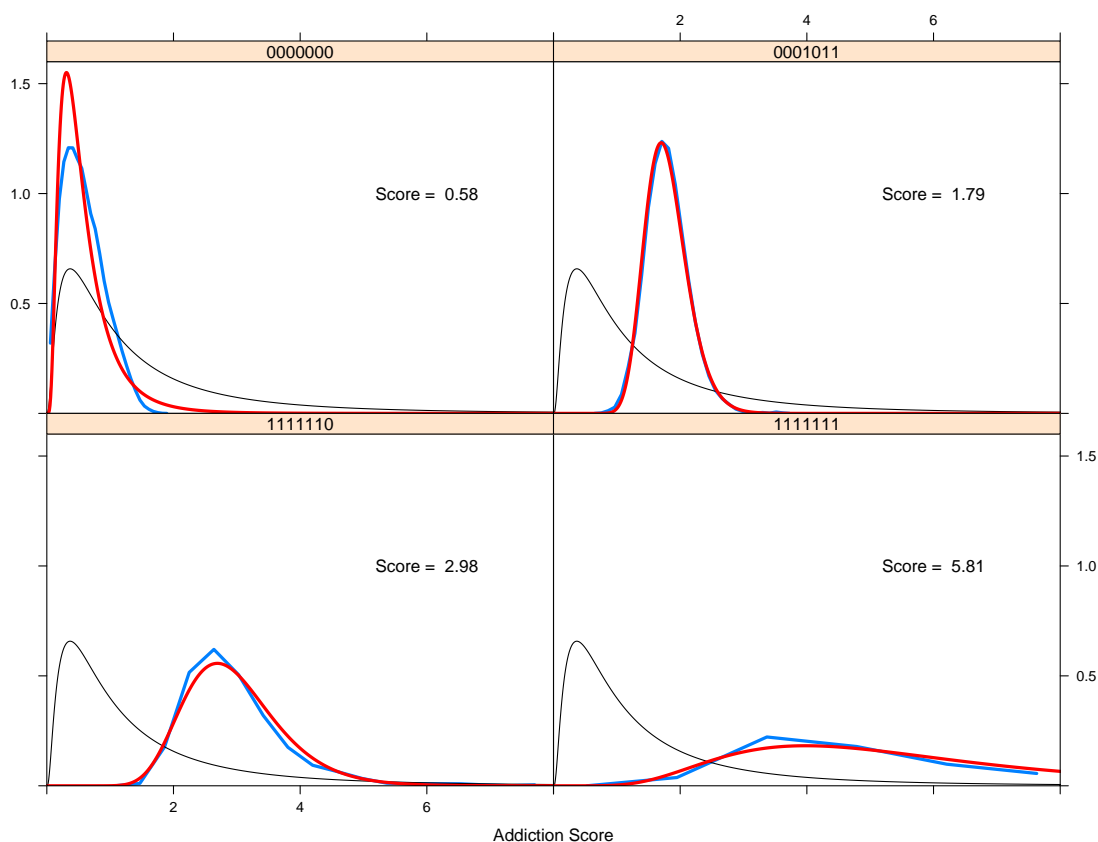 2 4 6
0000000 0001011
1.5
1.0 Score = 0.58 Score = 1.79
0.5
1111110 1111111
1.5
Score = 2.98 Score = 5.81 1.0
0.5
2 4 6
Addiction Score